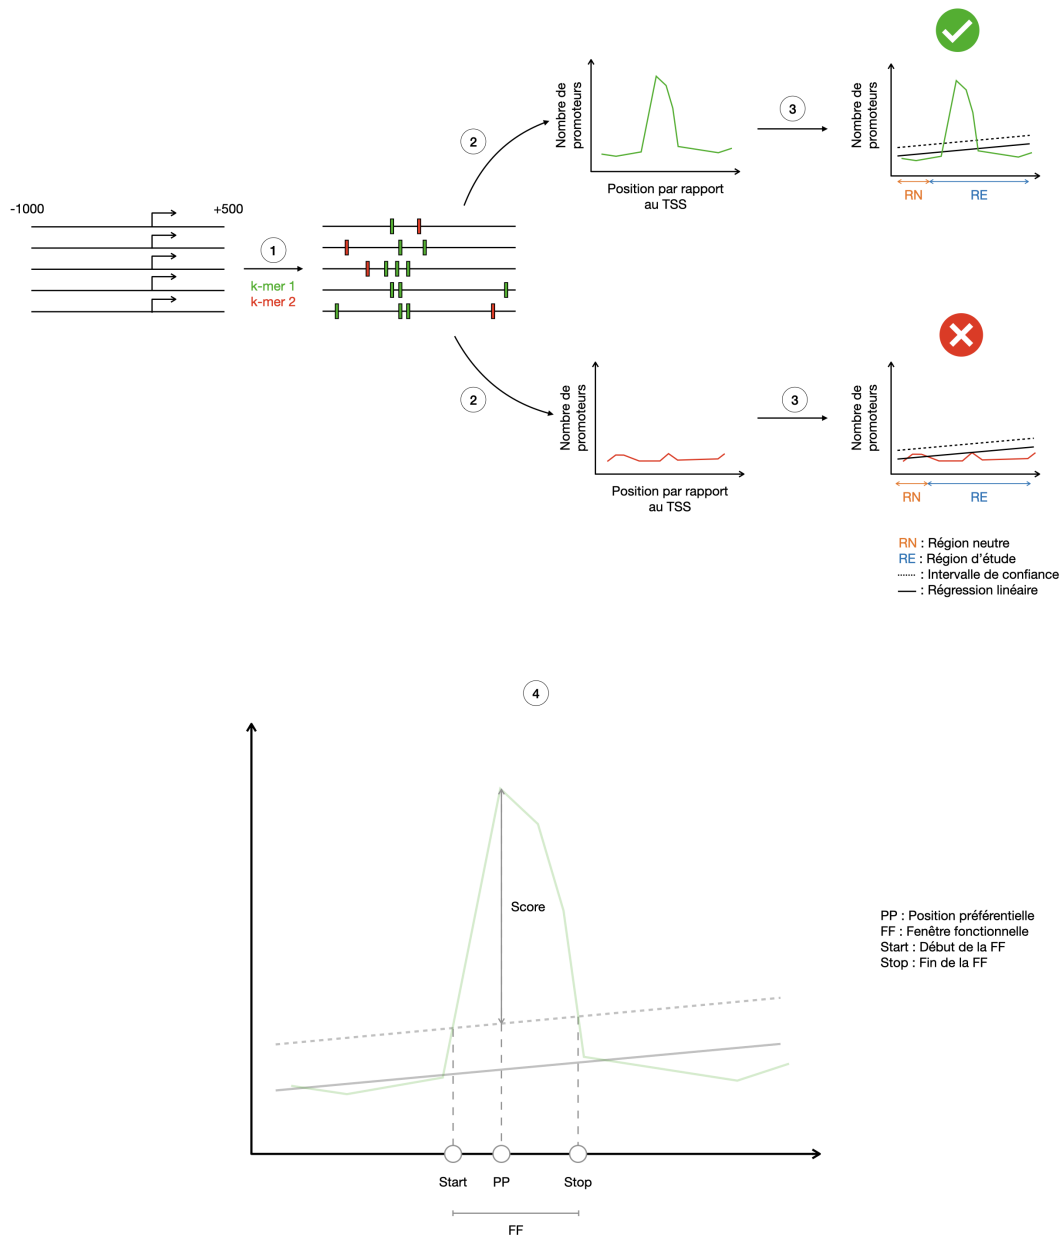 -1000
+500
1
k-mer 1
k-mer 2
2
Nombre de
promoteurs
Position par rapport
au TSS
3
Nombre de
promoteurs
RN
RE
2
Nombre de
promoteurs
Position par rapport
au TSS
3
Nombre de
promoteurs
RN
RE
RN : Région neutre
RE : Région d'étude
: Intervalle de confiance
: Régression linéaire
4
Score
Start
PP
Stop
FF
PP : Position préférentielle
FF : Fenêtre fonctionnelle
Start : Début de la FF
Stop : Fin de la FF